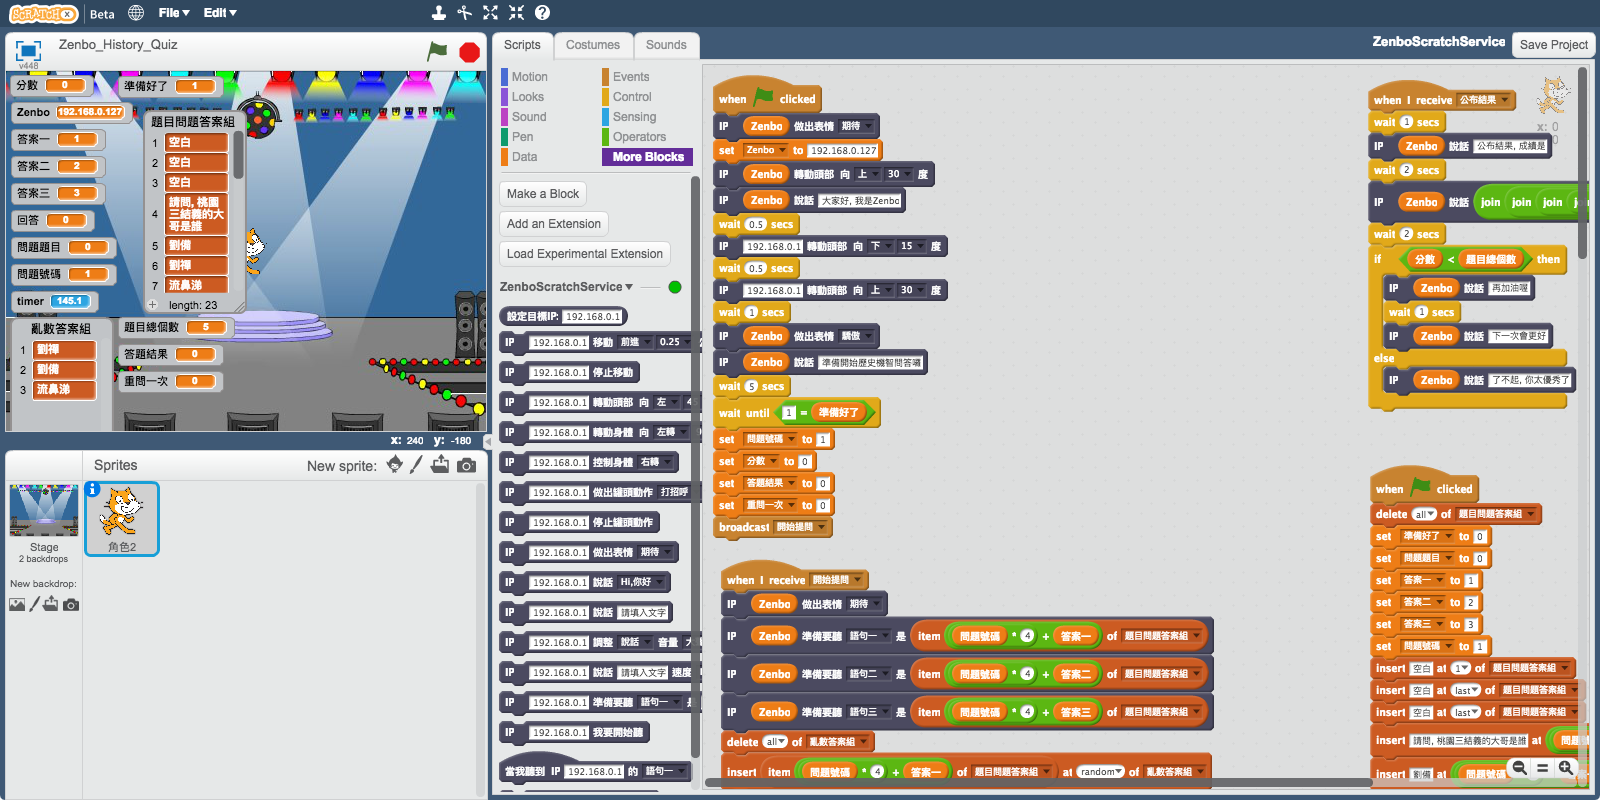 SCRATCHX
Beta
File
Edit
ZenboScratchService
Save Project
v448
Zenbo_History_Quiz
分數 0
準備好了 1
Zenbo 192.168.0.127
答案一 1
答案二 2
答案三 3
回答 0
問題題目 0
問題號碼 1
timer 145.1
題目問題答案組
1 空白
2 空白
3 空白
4 請問, 桃園三結義的大哥是誰
5 劉備
6 劉禪
7 流鼻涕
length: 23
亂數答案組
1 劉禪
2 劉備
3 流鼻涕
題目總個數 5
答題結果 0
重問一次 0
x: 240 y: -180
Sprites
New sprite:
Stage
2 backdrops
New backdrop:
角色2
Scripts
Costumes
Sounds
Motion
Looks
Sound
Pen
Data
Events
Control
Sensing
Operators
More Blocks
Make a Block
Add an Extension
Load Experimental Extension
ZenboScratchService
設定目標IP: 192.168.0.1
IP 192.168.0.1 移動 前進 0.25
IP 192.168.0.1 停止移動
IP 192.168.0.1 轉動頭部 向 左
IP 192.168.0.1 轉動身體 向 左轉
IP 192.168.0.1 控制身體 右轉
IP 192.168.0.1 做出罐頭動作 打招呼
IP 192.168.0.1 停止罐頭動作
IP 192.168.0.1 做出表情 期待
IP 192.168.0.1 說話 Hi,你好
IP 192.168.0.1 說話 請填入文字
IP 192.168.0.1 調整 說話 音量
IP 192.168.0.1 說話 請填入文字 速度
IP 192.168.0.1 準備要聽 語句一 是
IP 192.168.0.1 我要開始聽
當我聽到 IP 192.168.0.1 的 語句一
when clicked
IP Zenbo 做出表情 期待
set Zenbo to 192.168.0.127
IP Zenbo 轉動頭部 向 上 30 度
IP Zenbo 說話 大家好, 我是Zenbo
wait 0.5 secs
IP 192.168.0.1 轉動頭部 向 下 15 度
wait 0.5 secs
IP 192.168.0.1 轉動頭部 向 上 30 度
wait 1 secs
IP Zenbo 做出表情 驕傲
IP Zenbo 說話 準備開始歷史機智問答囉
wait 5 secs
wait until 1 = 準備好了
set 問題號碼 to 1
set 分數 to 0
set 答題結果 to 0
set 重問一次 to 0
broadcast 開始提問
when I receive 開始提問
IP Zenbo 做出表情 期待
IP Zenbo 準備要聽 語句一 是 item 問題號碼 * 4 + 答案一 of 題目問題答案組
IP Zenbo 準備要聽 語句二 是 item 問題號碼 * 4 + 答案二 of 題目問題答案組
IP Zenbo 準備要聽 語句三 是 item 問題號碼 * 4 + 答案三 of 題目問題答案組
delete all of 亂數答案組
insert item 問題號碼 * 4 + 答案一 of 題目問題答案組 at random of 亂數答案組
when I receive 公布結果
wait 1 secs
IP Zenbo 說話 公布結果, 成績是
wait 2 secs
IP Zenbo 說話 join join join
wait 2 secs
if 分數 < 題目總個數 then
IP Zenbo 說話 再加油喔
wait 1 secs
IP Zenbo 說話 下一次會更好
else
IP Zenbo 說話 了不起, 你太優秀了
x: 0
when clicked
delete all of 題目問題答案組
set 準備好了 to 0
set 問題題目 to 0
set 答案一 to 1
set 答案二 to 2
set 答案三 to 3
set 問題號碼 to 1
insert 空白 at 1 of 題目問題答案組
insert 空白 at last of 題目問題答案組
insert 空白 at last of 題目問題答案組
insert 請問, 桃園三結義的大哥是誰 at
insert 劉備 at